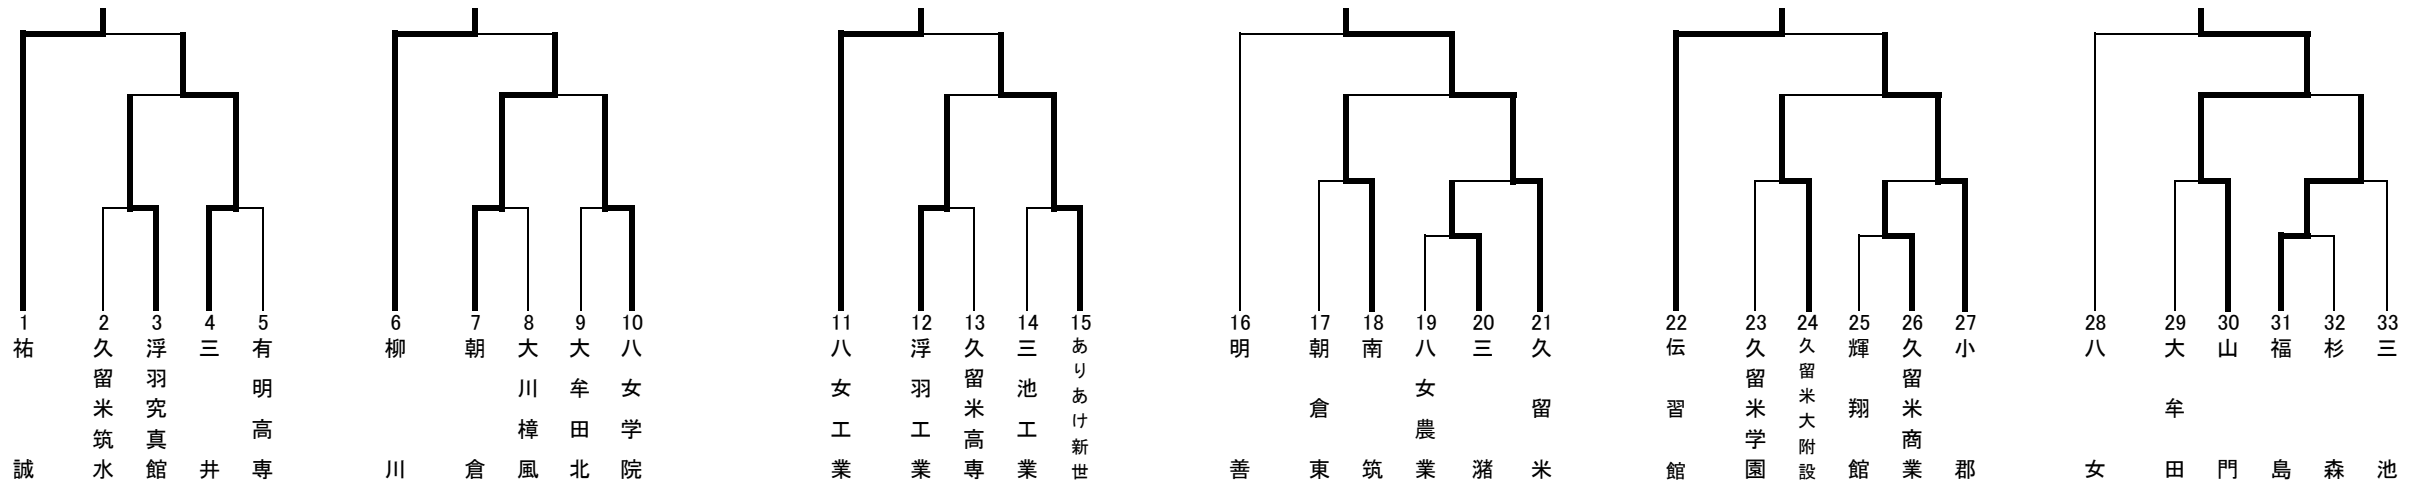 1 祐誠
2 久留米筑水
3 浮羽究真館
4 三井
5 有明高専
6 柳川
7 朝倉
8 大川樟風
9 大牟田北
10 八女学院
11 八女工業
12 浮羽工業
13 久留米高専
14 三池工業
15 ありあけ新世
16 明善
17 朝倉東
18 南筑
19 八女農業
20 三潴
21 久留米
22 伝習館
23 久留米学園
24 久留米大附設
25 輝翔館
26 久留米商業
27 小郡
28 八女
29 大牟田
30 山門
31 福島
32 杉森
33 三池